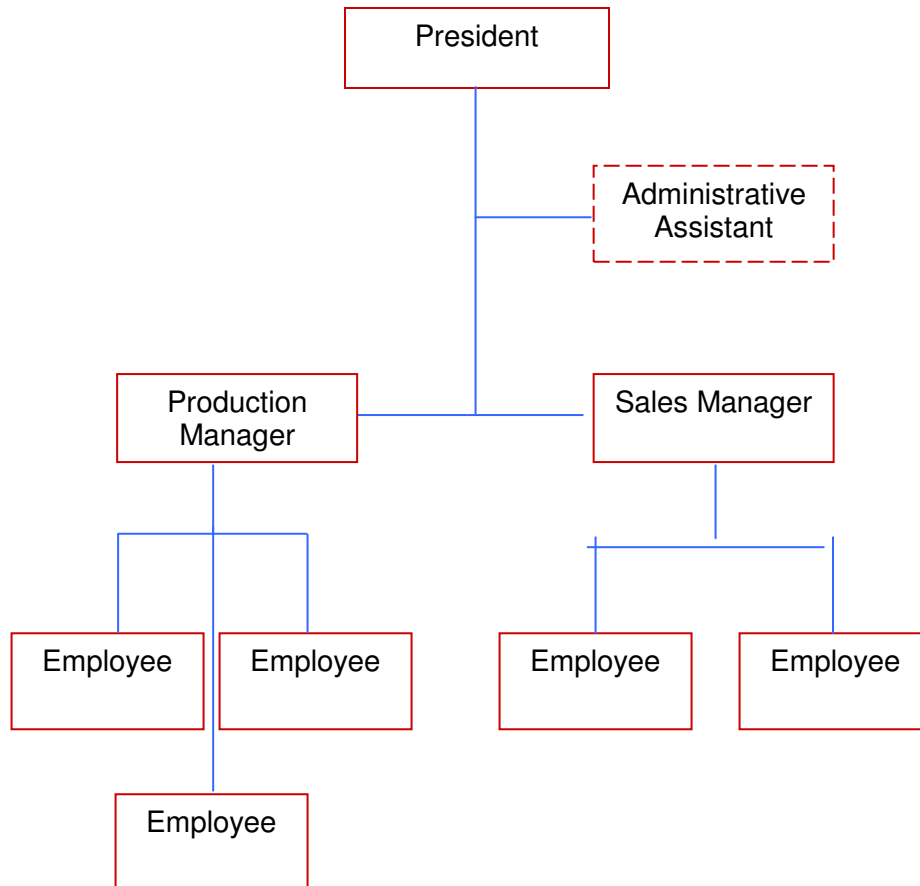 President
Administrative
Assistant
Production
Manager
Sales Manager
Employee
Employee
Employee
Employee
Employee